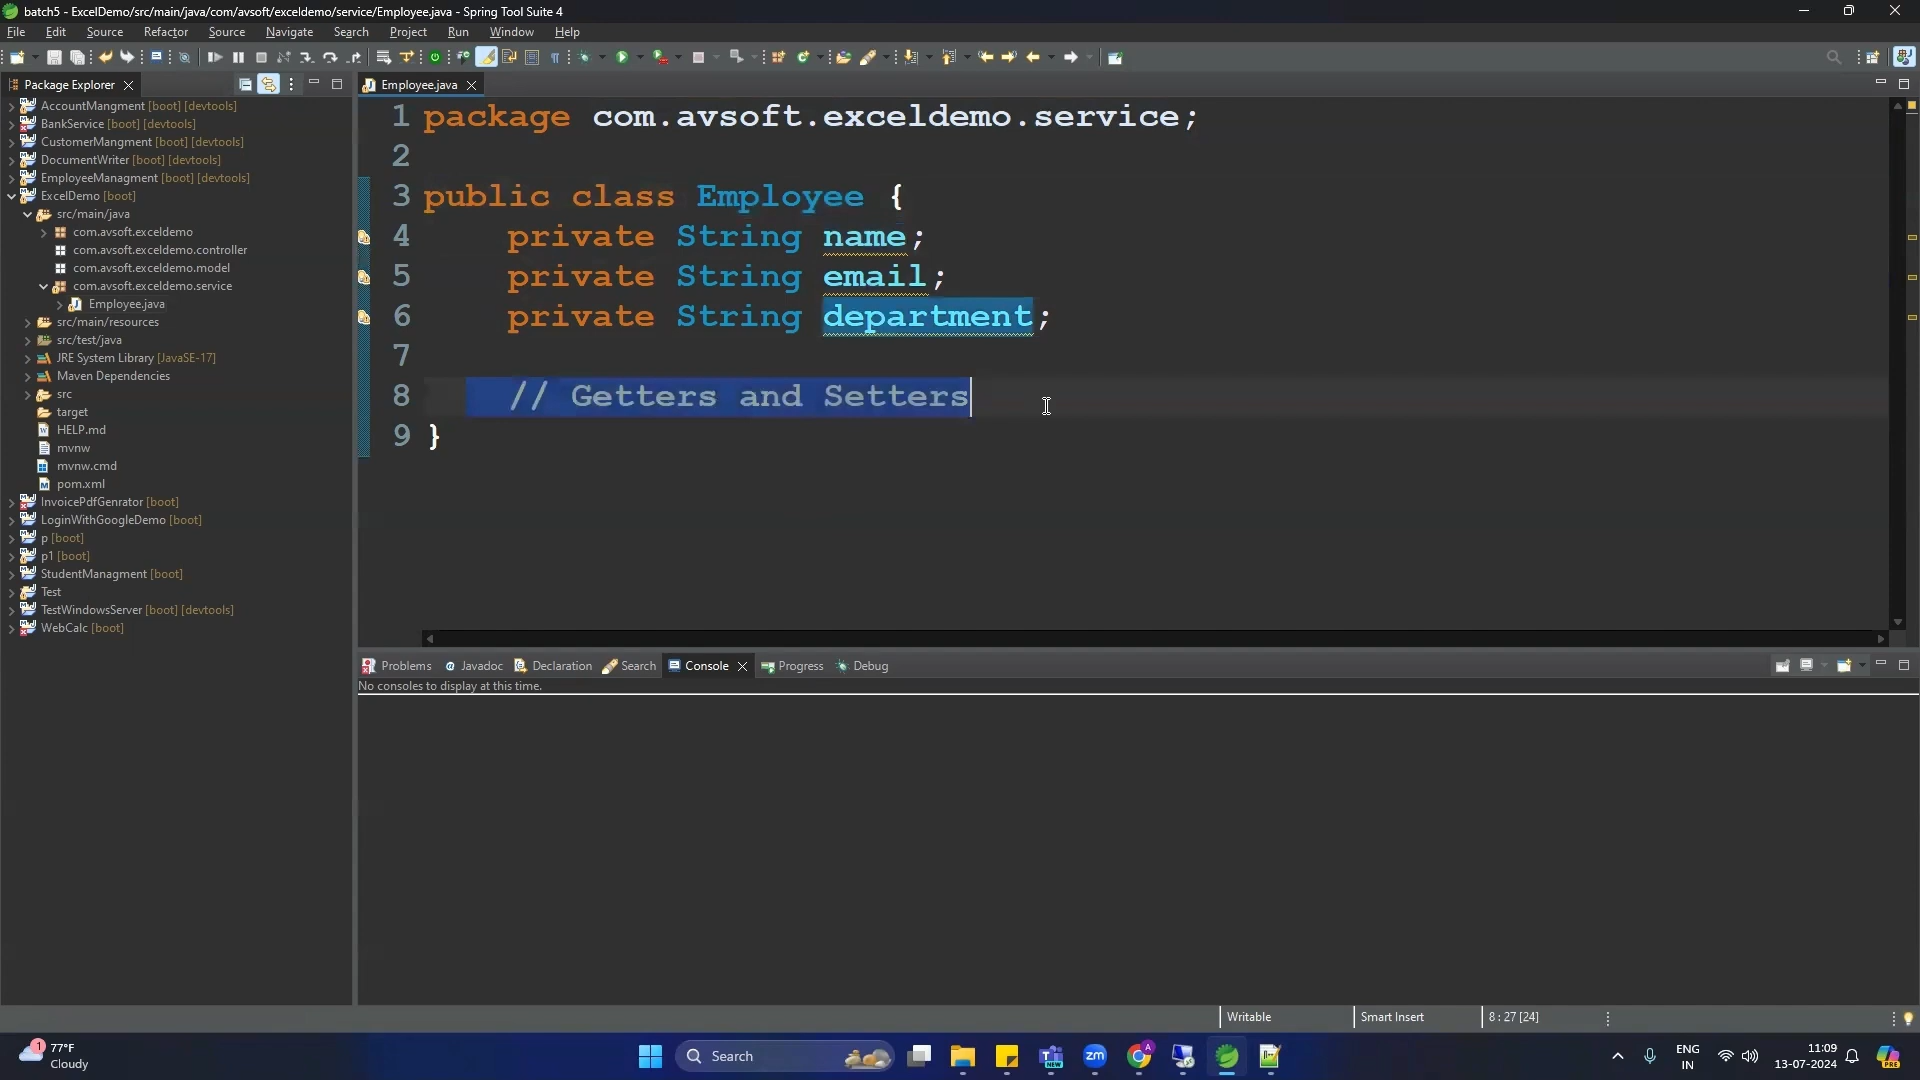 batch5 - ExcelDemo/src/main/java/com/avsoft/exceldemo/service/Employee.java - Spring Tool Suite 4
File Edit Source Refactor Source Navigate Search Project Run Window Help
Package Explorer
Employee.java
AccountMangment [boot] [devtools]
BankService [boot] [devtools]
CustomerMangment [boot] [devtools]
DocumentWriter [boot] [devtools]
EmployeeManagment [boot] [devtools]
ExcelDemo [boot]
src/main/java
com.avsoft.exceldemo
com.avsoft.exceldemo.controller
com.avsoft.exceldemo.model
com.avsoft.exceldemo.service
Employee.java
src/main/resources
src/test/java
JRE System Library [JavaSE-17]
Maven Dependencies
src
target
HELP.md
mvnw
mvnw.cmd
pom.xml
InvoicePdfGenrator [boot]
LoginWithGoogleDemo [boot]
p [boot]
p1 [boot]
StudentManagment [boot]
Test
TestWindowsServer [boot] [devtools]
WebCalc [boot]
1 package com.avsoft.exceldemo.service;
2
3 public class Employee {
4 private String name;
5 private String email;
6 private String department;
7
8 // Getters and Setters
9 }
Problems Javadoc Declaration Search Console Progress Debug
No consoles to display at this time.
Writable Smart Insert 8 : 27 [24]
1 77°F
Cloudy
Search
NEW
zm
A
ENG
IN
11:09
13-07-2024
PRE